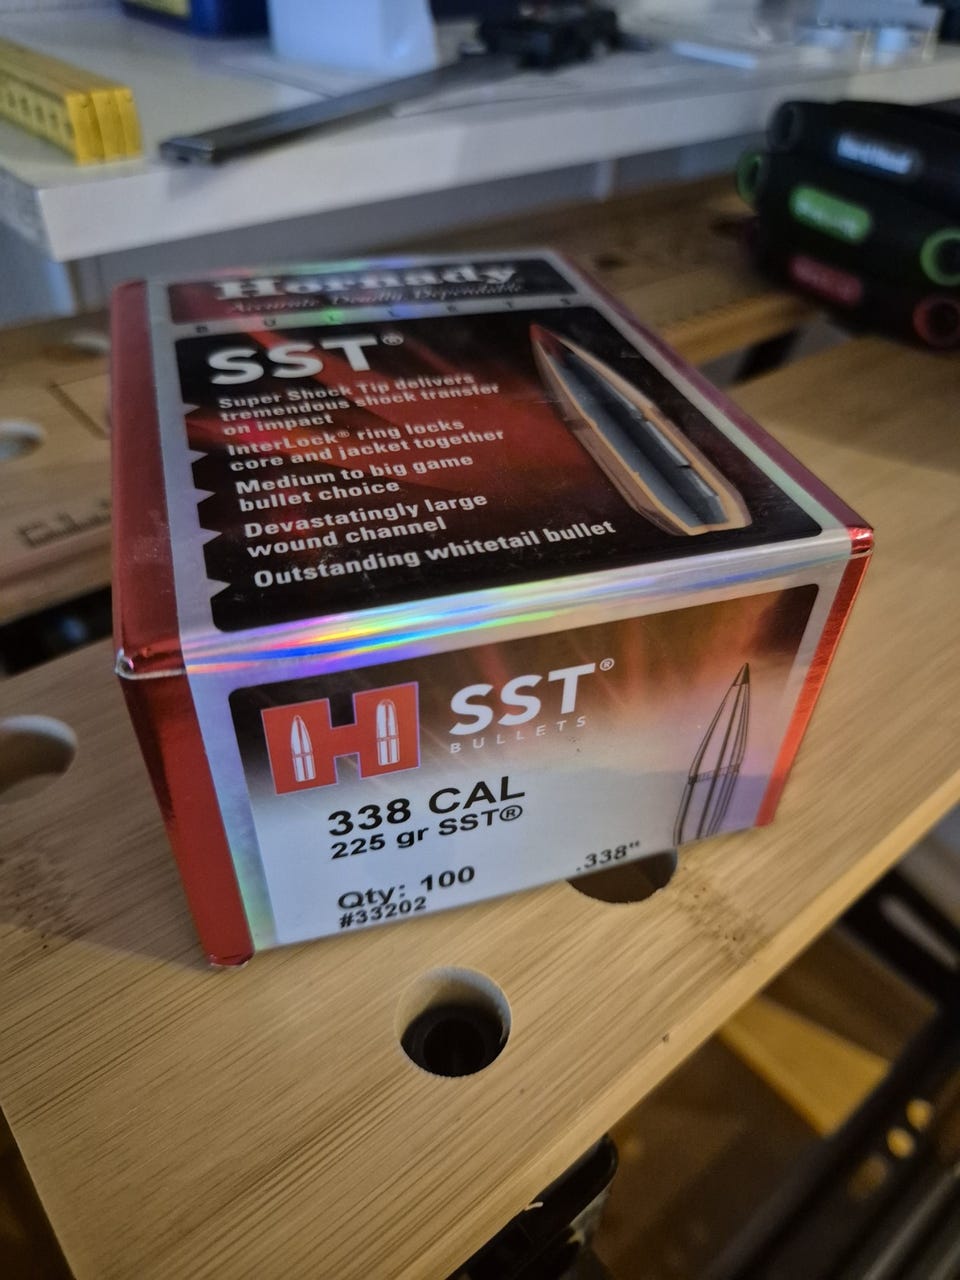 Hornady
Accurate Deadly Dependable
BULLETS
SST®
Super Shock Tip delivers
tremendous shock transfer
on impact
InterLock® ring locks
core and jacket together
Medium to big game
bullet choice
Devastatingly large
wound channel
Outstanding whitetail bullet
H SST®
BULLETS
338 CAL
225 gr SST®
Qty: 100 .338"
#33202